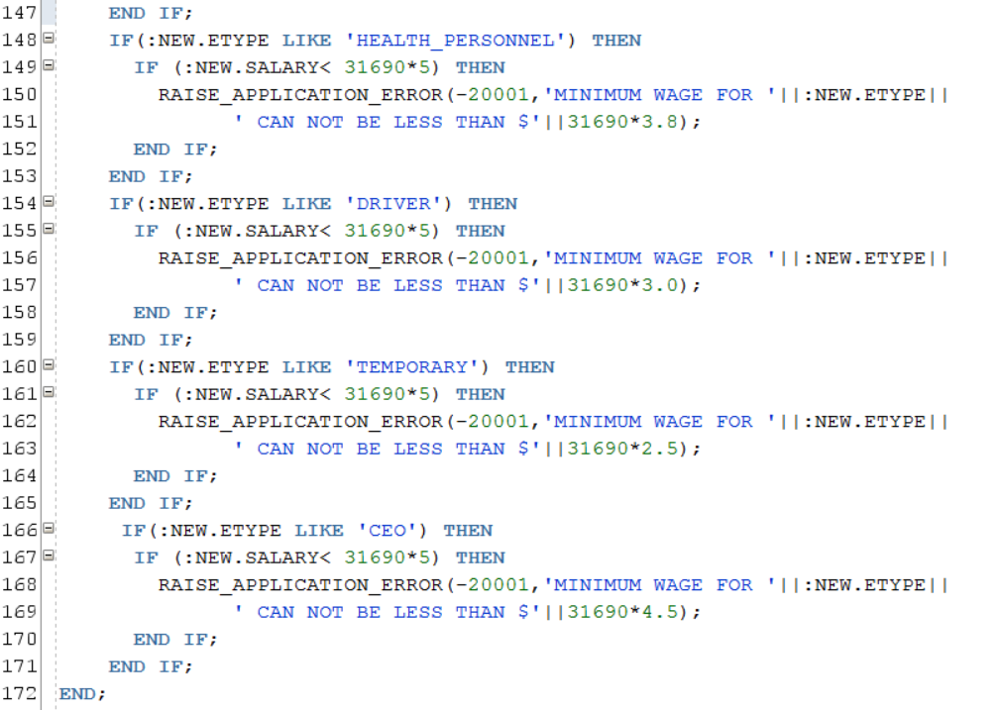 147 END IF;
148 IF(:NEW.ETYPE LIKE 'HEALTH_PERSONNEL') THEN
149 IF (:NEW.SALARY< 31690*5) THEN
150 RAISE_APPLICATION_ERROR(-20001,'MINIMUM WAGE FOR '||:NEW.ETYPE||
151 ' CAN NOT BE LESS THAN $'||31690*3.8);
152 END IF;
153 END IF;
154 IF(:NEW.ETYPE LIKE 'DRIVER') THEN
155 IF (:NEW.SALARY< 31690*5) THEN
156 RAISE_APPLICATION_ERROR(-20001,'MINIMUM WAGE FOR '||:NEW.ETYPE||
157 ' CAN NOT BE LESS THAN $'||31690*3.0);
158 END IF;
159 END IF;
160 IF(:NEW.ETYPE LIKE 'TEMPORARY') THEN
161 IF (:NEW.SALARY< 31690*5) THEN
162 RAISE_APPLICATION_ERROR(-20001,'MINIMUM WAGE FOR '||:NEW.ETYPE||
163 ' CAN NOT BE LESS THAN $'||31690*2.5);
164 END IF;
165 END IF;
166 IF(:NEW.ETYPE LIKE 'CEO') THEN
167 IF (:NEW.SALARY< 31690*5) THEN
168 RAISE_APPLICATION_ERROR(-20001,'MINIMUM WAGE FOR '||:NEW.ETYPE||
169 ' CAN NOT BE LESS THAN $'||31690*4.5);
170 END IF;
171 END IF;
172 END;